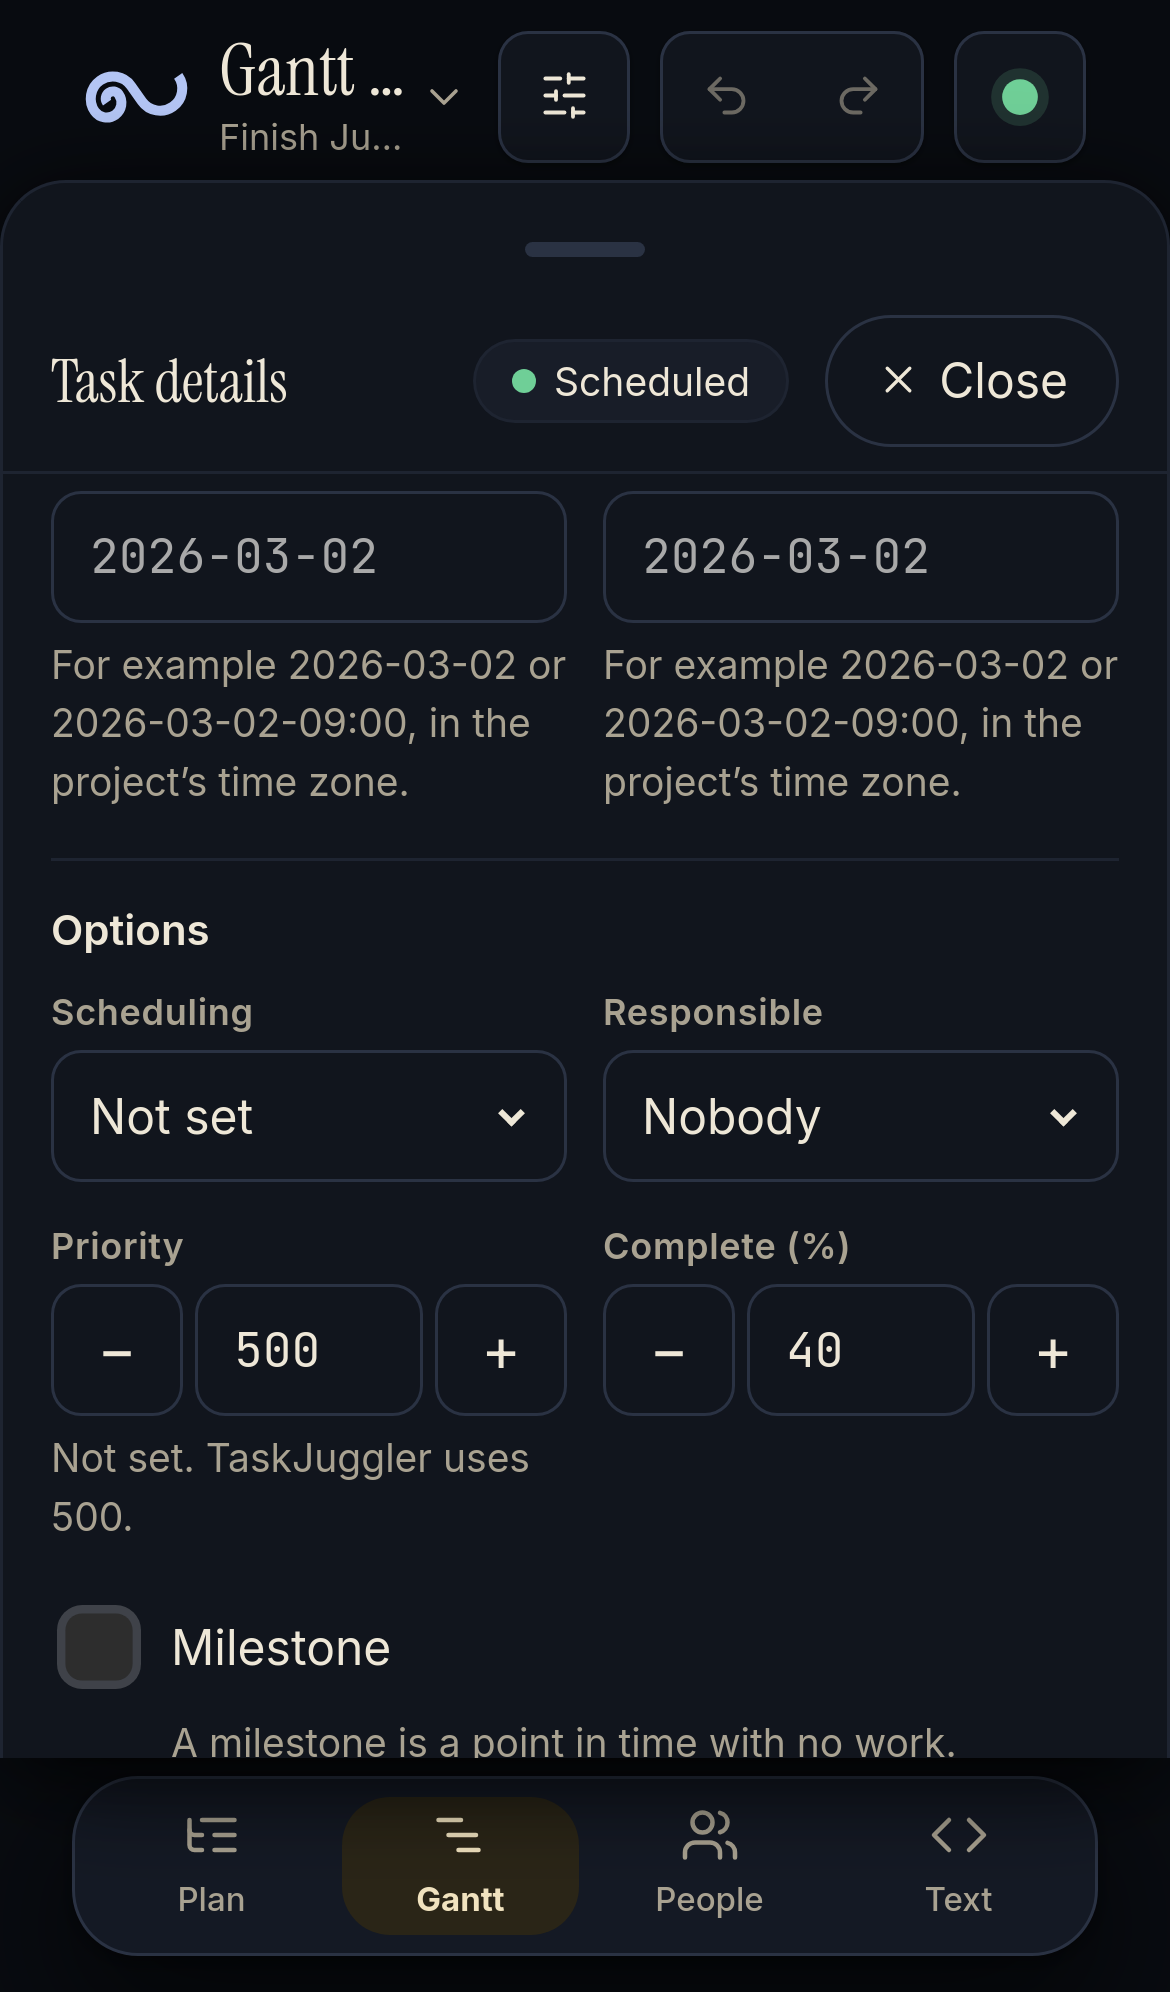 Gantt ...
Finish Ju...
Task details
Scheduled
Close
2026-03-02
2026-03-02
For example 2026-03-02 or
2026-03-02-09:00, in the
project’s time zone.
For example 2026-03-02 or
2026-03-02-09:00, in the
project’s time zone.
Options
Scheduling
Responsible
Not set
Nobody
Priority
Complete (%)
− 500 +
− 40 +
Not set. TaskJuggler uses
500.
Milestone
A milestone is a point in time with no work.
Plan
Gantt
People
Text